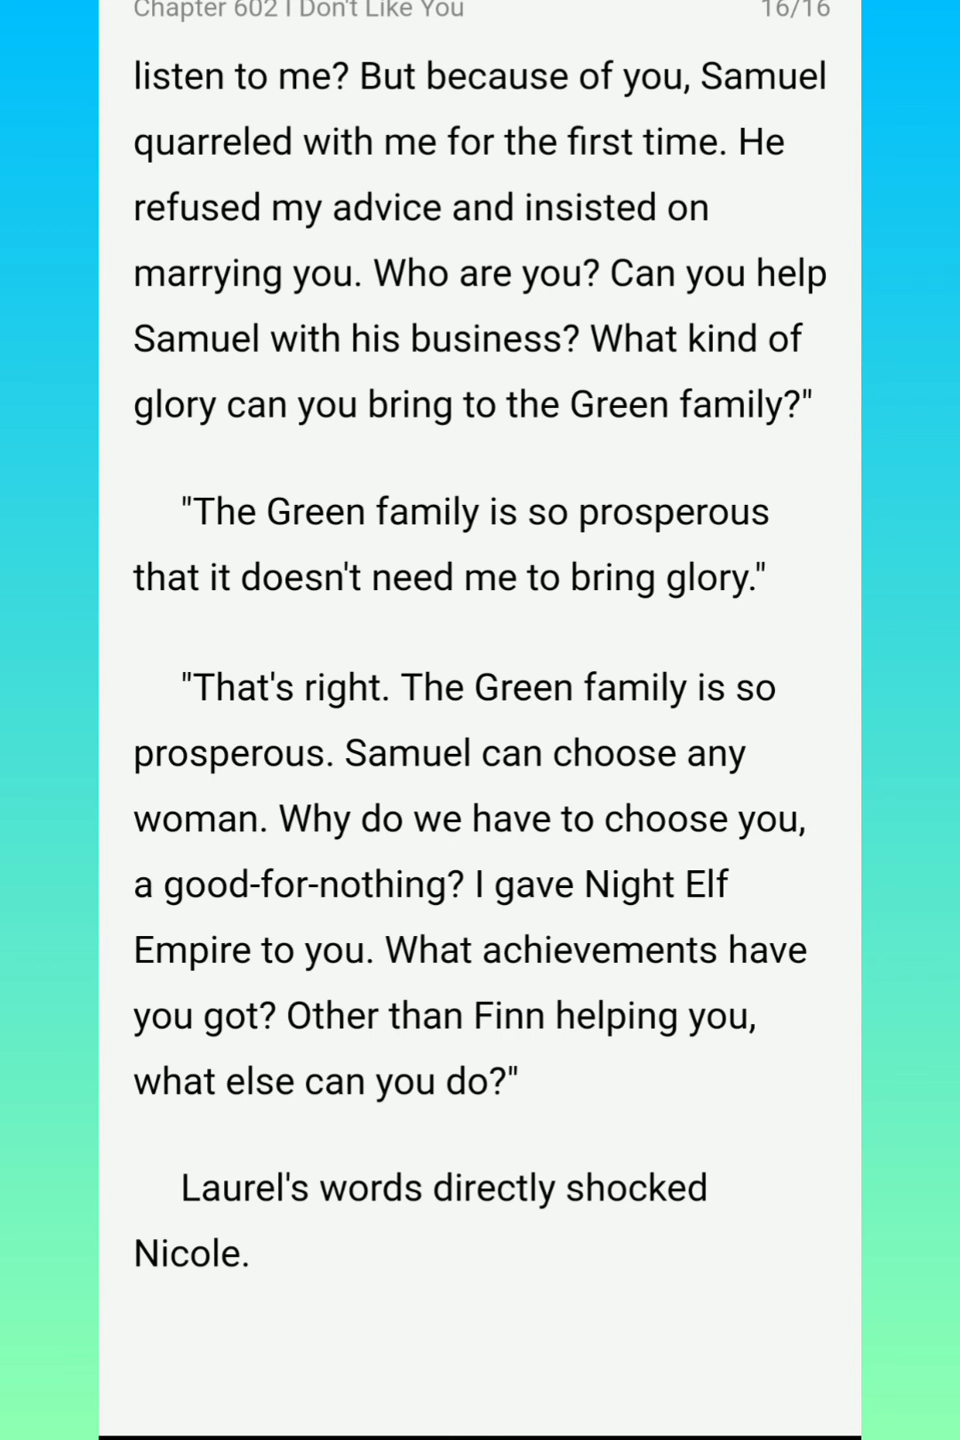 Chapter 602 I Don't Like You 16/16
listen to me? But because of you, Samuel
quarreled with me for the first time. He
refused my advice and insisted on
marrying you. Who are you? Can you help
Samuel with his business? What kind of
glory can you bring to the Green family?"
"The Green family is so prosperous
that it doesn't need me to bring glory."
"That's right. The Green family is so
prosperous. Samuel can choose any
woman. Why do we have to choose you,
a good-for-nothing? I gave Night Elf
Empire to you. What achievements have
you got? Other than Finn helping you,
what else can you do?"
Laurel's words directly shocked
Nicole.